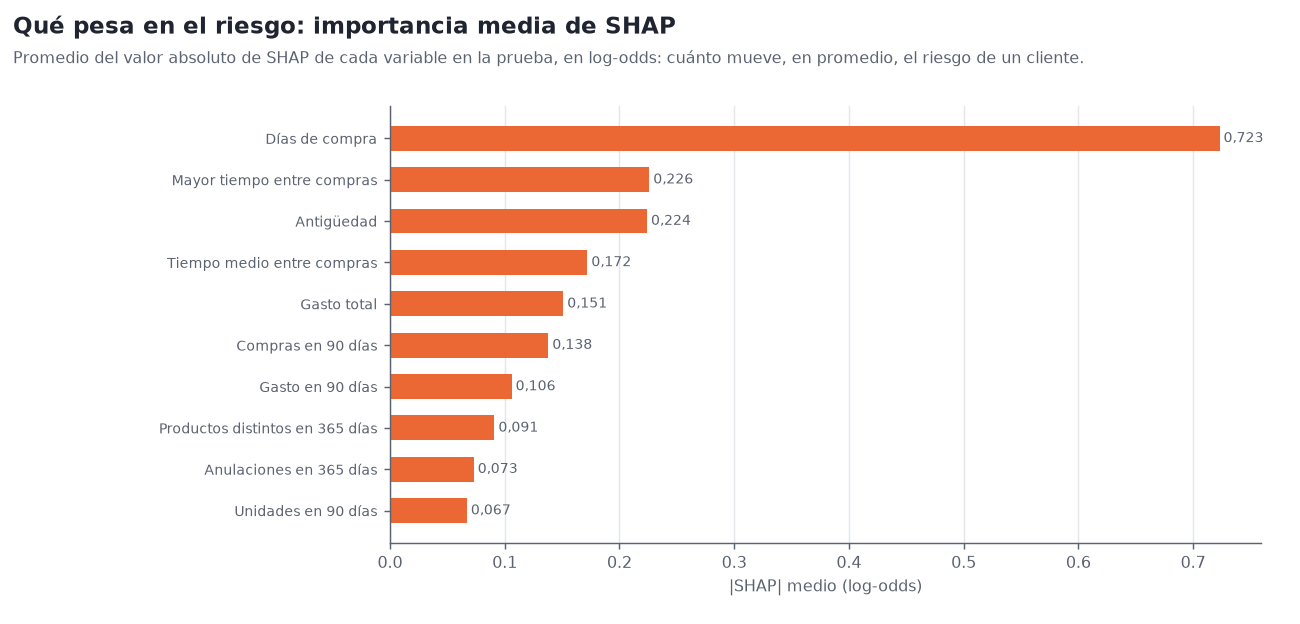 Qué pesa en el riesgo: importancia media de SHAP
Promedio del valor absoluto de SHAP de cada variable en la prueba, en log-odds: cuánto mueve, en promedio, el riesgo de un cliente.
Días de compra 0,723
Mayor tiempo entre compras 0,226
Antigüedad 0,224
Tiempo medio entre compras 0,172
Gasto total 0,151
Compras en 90 días 0,138
Gasto en 90 días 0,106
Productos distintos en 365 días 0,091
Anulaciones en 365 días 0,073
Unidades en 90 días 0,067
0.0 0.1 0.2 0.3 0.4 0.5 0.6 0.7
|SHAP| medio (log-odds)